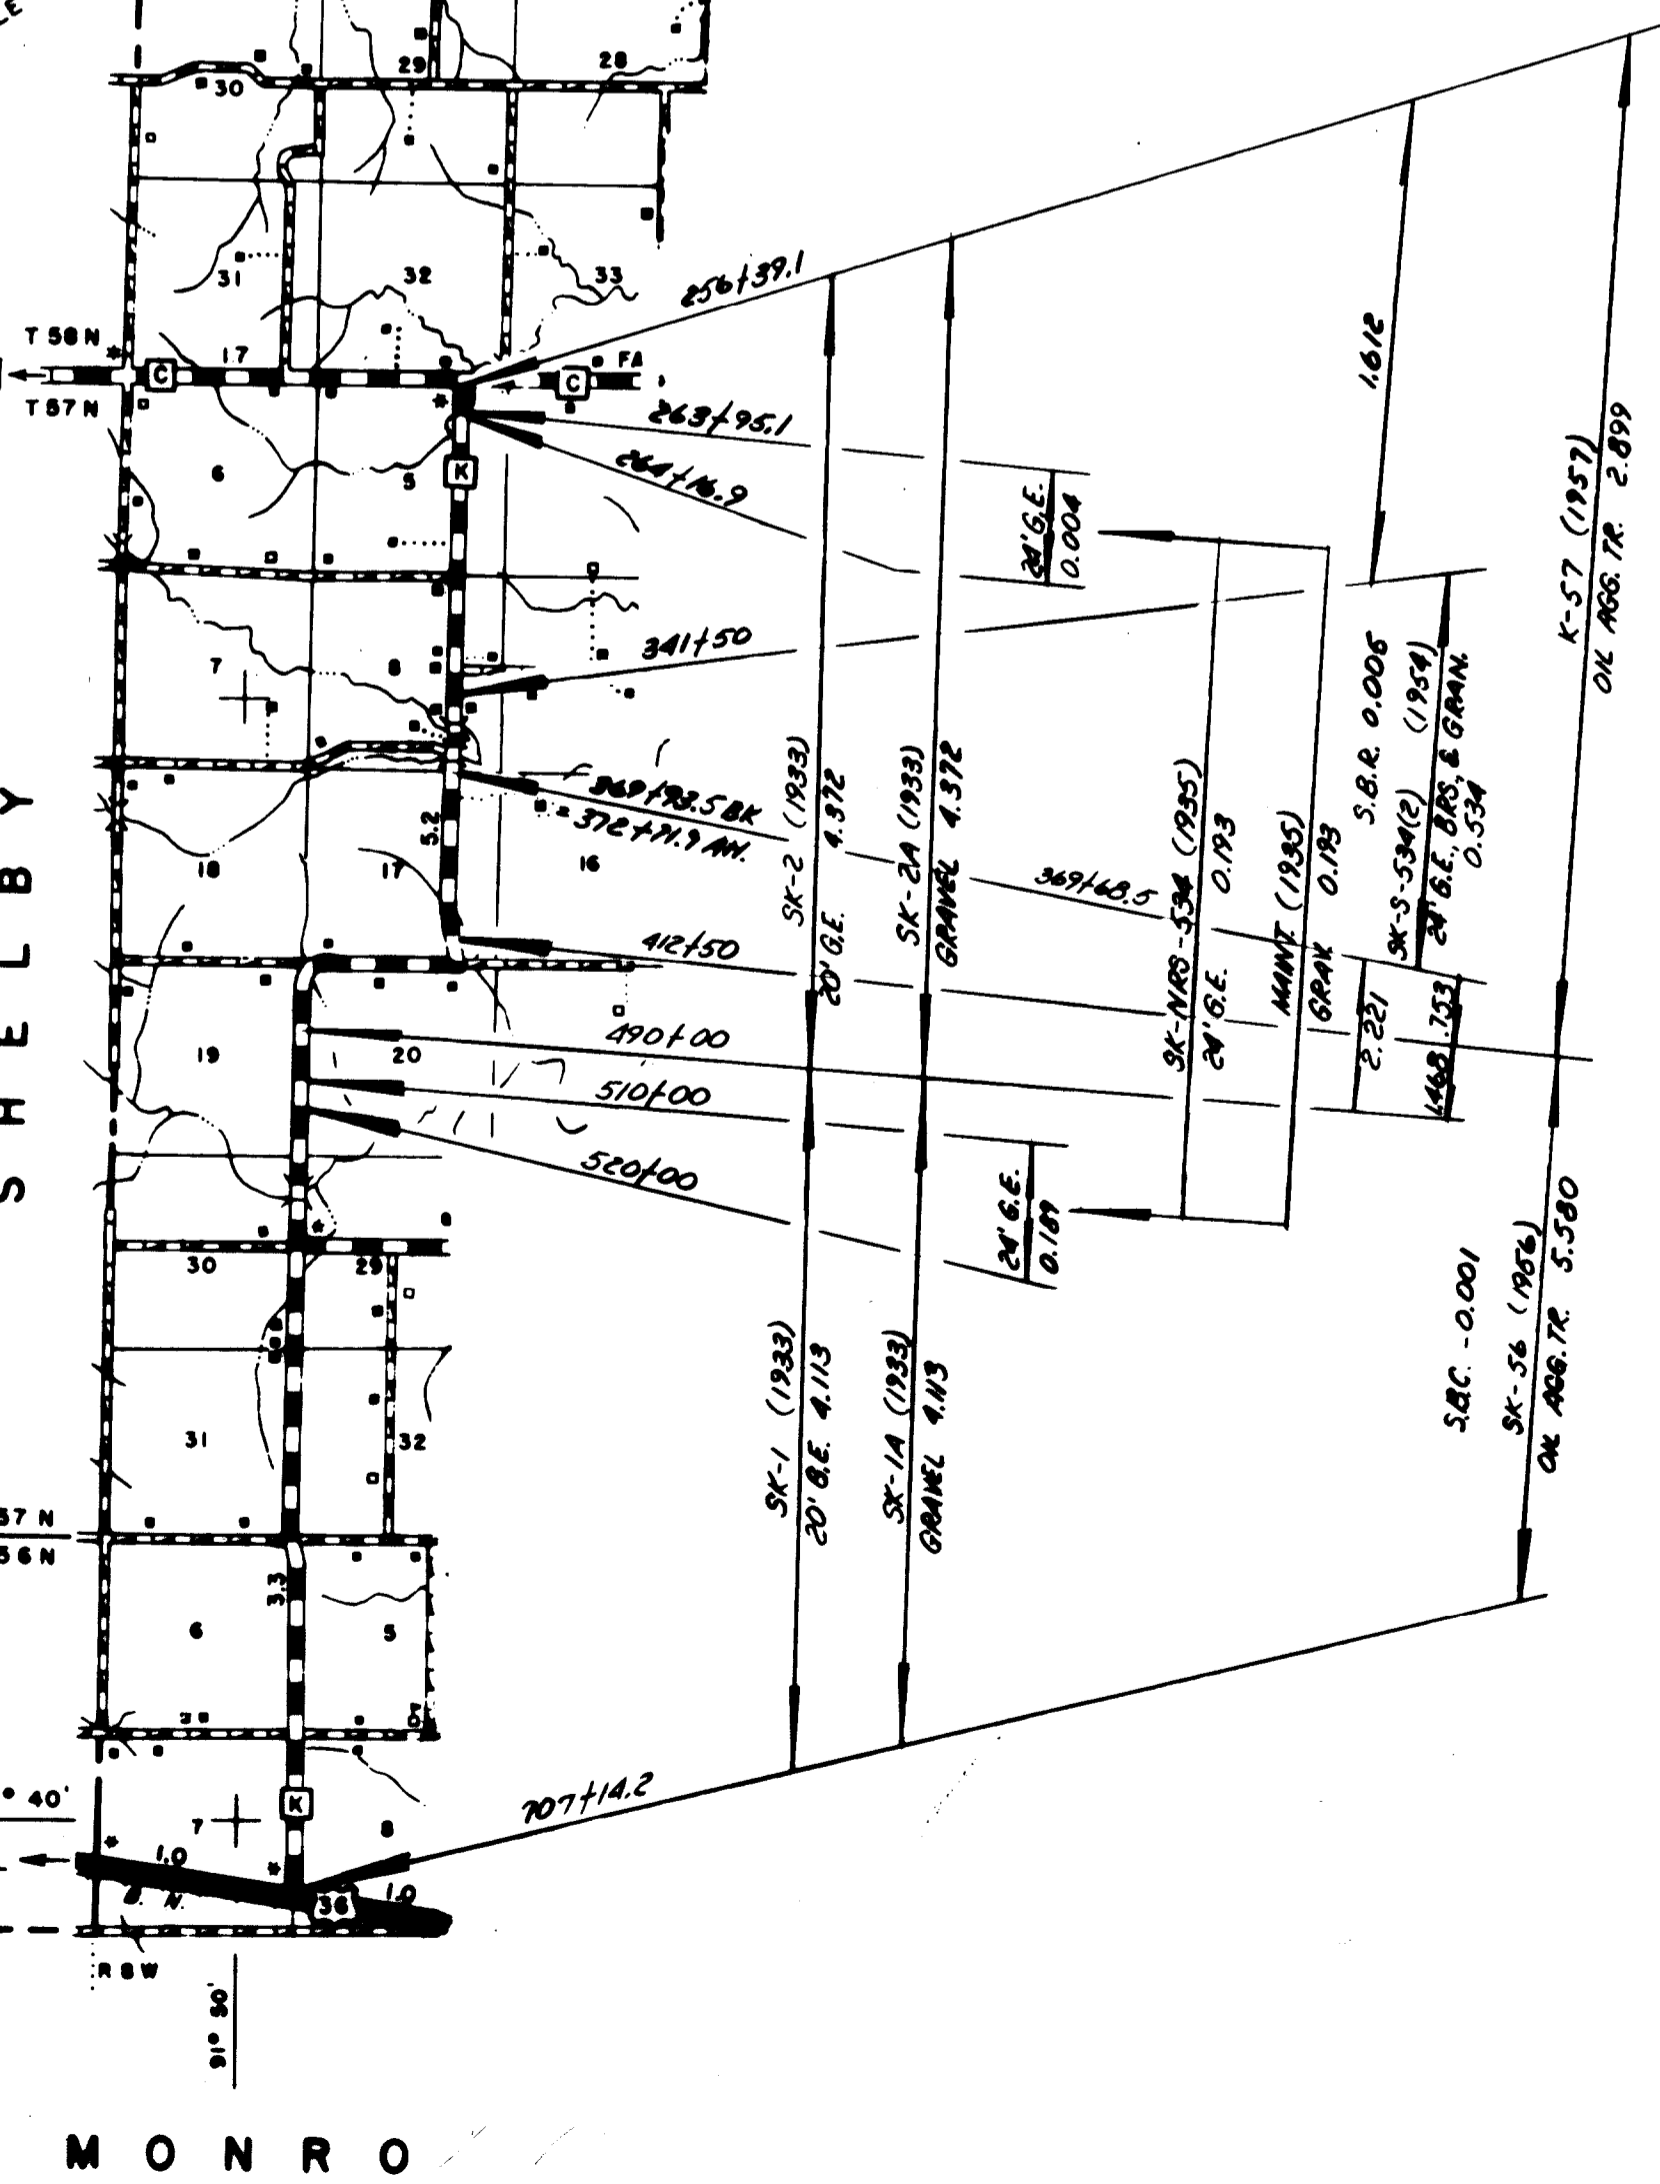 30
29
28
31
32
33
T 58 N
17
C
FA
C
T 57 N
K
6
5
7
8
5.2
18
17
16
19
20
30
29
31
32
57 N
56 N
3.3
6
5
° 40'
K
7
8
1.0
B. N.
36
1.0
R 8 W
91° 50'
S H E L B Y
M O N R O
256+39.1
263+95.1
264+16.9
341+50
369+93.5 BK
= 372+71.9 AH.
369+68.5
412+50
490+00
510+00
520+00
707+14.2
SK-2 (1933)
20' G.E. 4.372
SK-2A (1933)
GRAVEL 4.372
SK-1 (1933)
20' G.E. 4.113
SK-1A (1933)
GRAVEL 4.113
24' G.E.
0.004
24' G.E.
0.189
SK-NRS-534 (1935)
24' G.E. 0.193
MAINT. (1935)
GRAV. 0.193
1.612
S.B.R. 0.006
SK-S-534(2) (1954)
24' G.E., BRS, & GRAN.
0.534
2.221
1.468 .753
K-57 (1957)
OIL AGG. TR. 2.899
S.B.C. -0.001
SK-56 (1956)
OIL AGG. TR. 5.580